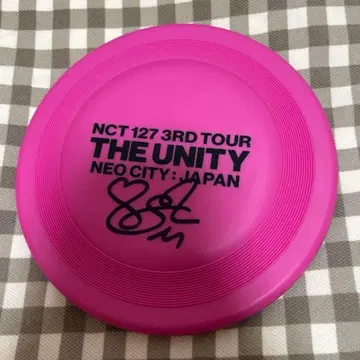 NCT 127 3RD TOUR
THE UNITY
NEO CITY : JAPAN